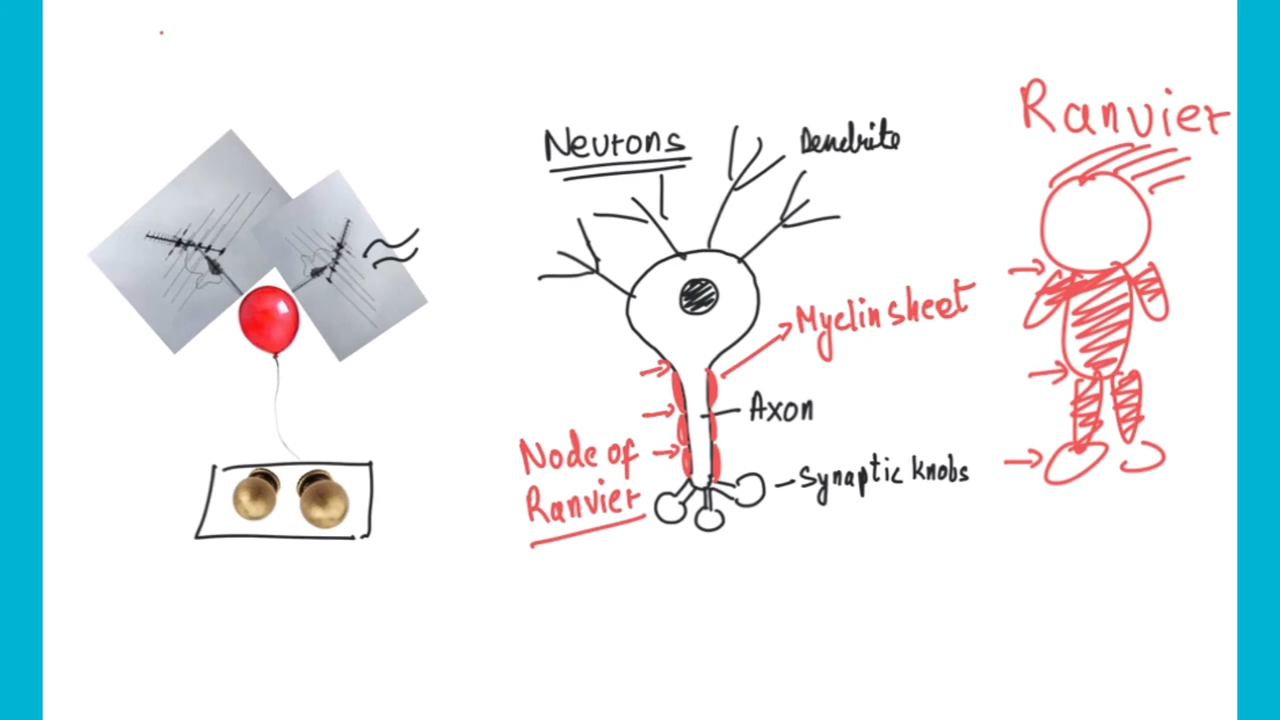 Ranvier
Neurons
Dendrite
Myelin sheet
Axon
Node of
Ranvier
Synaptic knobs